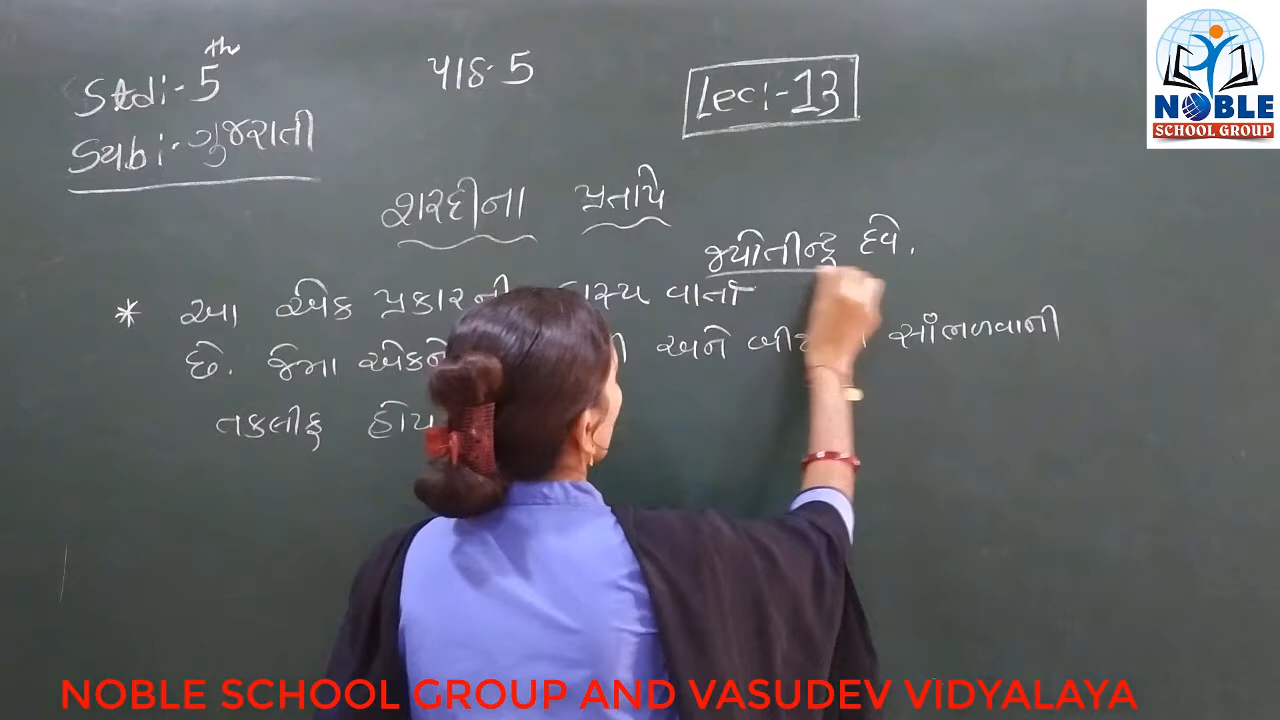 Std :- 5th
પાઠ- 5
Lec :- 13
Sub :- ગુજરાતી
શરદીના પ્રતાપે
જ્યોતીન્દ્ર દવે.
* આ એક પ્રકારની વાર્તા
છે. જેમા એકને અને સાંભળવાની
તકલીફ હોય
NOBLE
SCHOOL GROUP
NOBLE SCHOOL GROUP AND VASUDEV VIDYALAYA